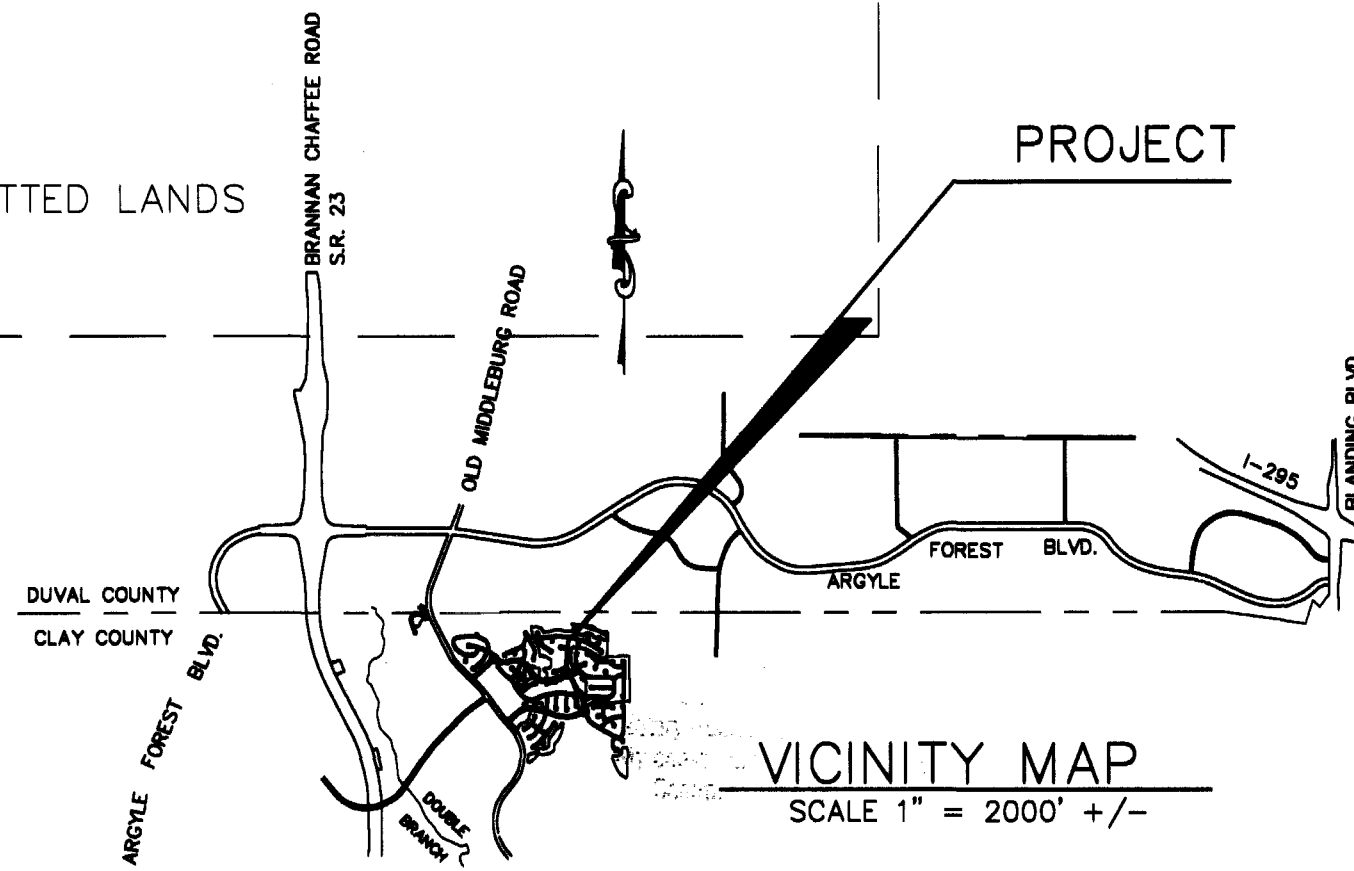 BRANNAN CHAFFEE ROAD
S.R. 23
PROJECT
TTED LANDS
OLD MIDDLEBURG ROAD
BLANDING BLVD
I-295
FOREST BLVD.
ARGYLE
DUVAL COUNTY
CLAY COUNTY
ARGYLE FOREST BLVD.
VICINITY MAP
SCALE 1" = 2000' +/-
DOUBLE
BRANCH